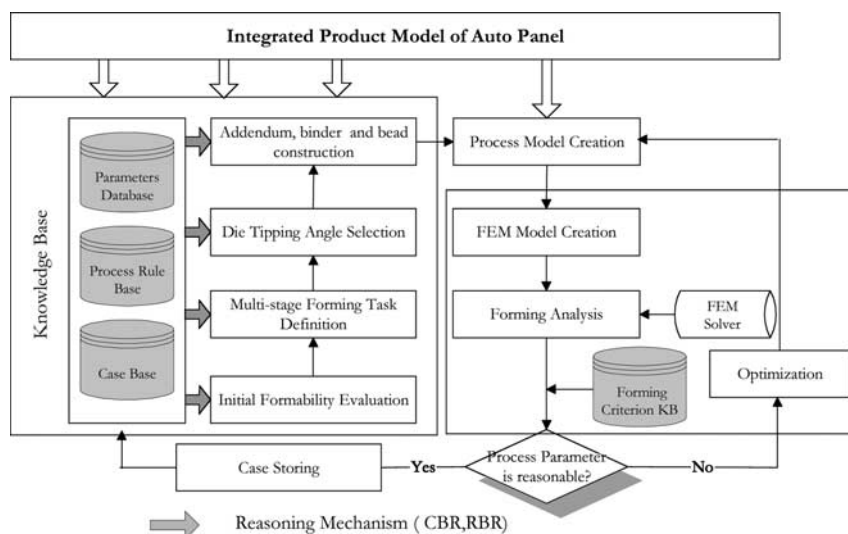 Integrated Product Model of Auto Panel
Knowledge Base
Parameters
Database
Process Rule
Base
Case Base
Addendum, binder and bead
construction
Die Tipping Angle Selection
Multi-stage Forming Task
Definition
Initial Formability Evaluation
Process Model Creation
FEM Model Creation
Forming Analysis
FEM
Solver
Forming
Criterion KB
Optimization
Process Parameter
is reasonable?
Yes
No
Case Storing
Reasoning Mechanism ( CBR,RBR)